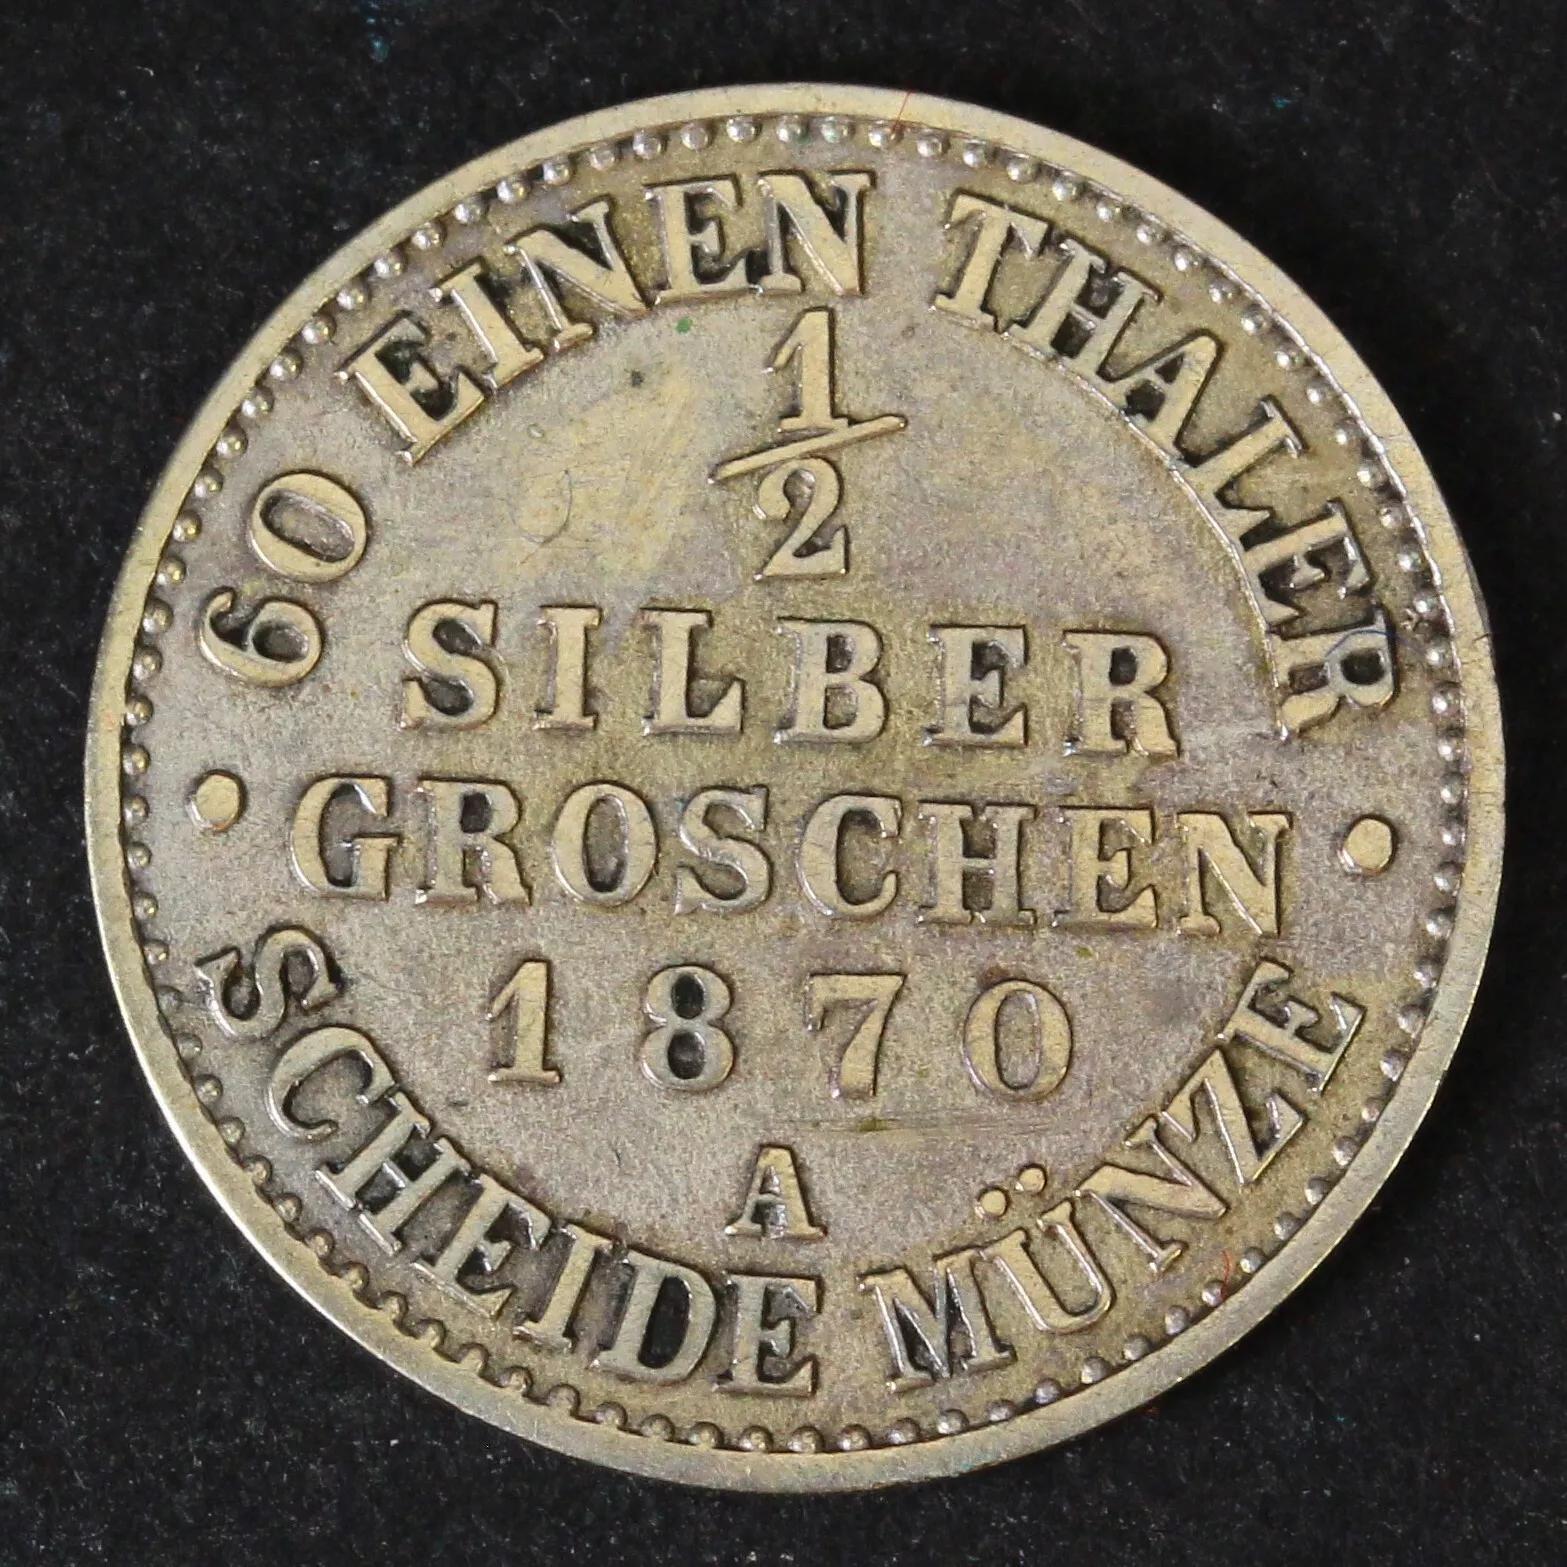 60 EINEN THALER
1/2
SILBER
GROSCHEN
1870
A
SCHEIDE MÜNZE